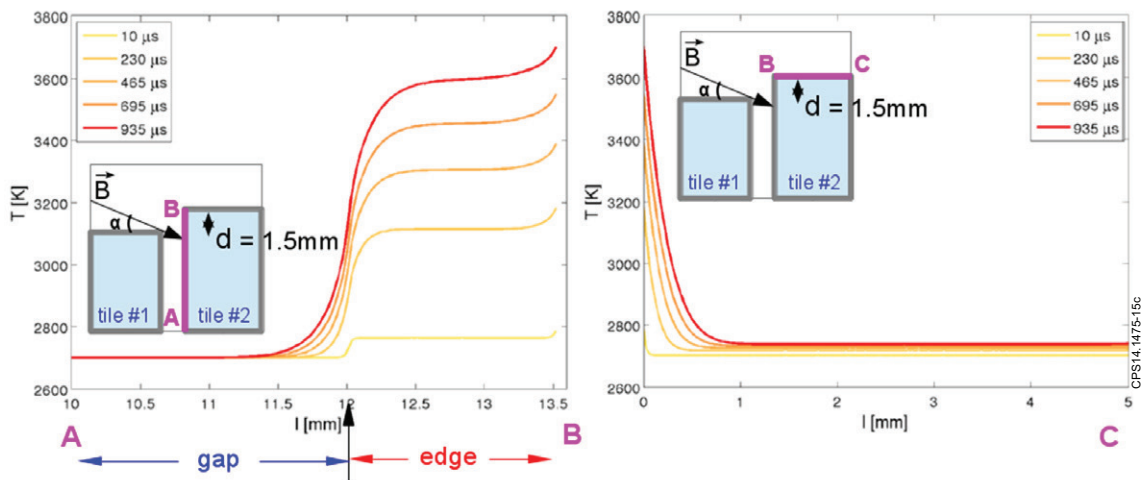 3800
3600
3400
3200
3000
2800
2600
T [K]
10 μs
230 μs
465 μs
695 μs
935 μs
B
α
B
d = 1.5mm
tile #1
A
tile #2
10
10.5
11
11.5
12
12.5
13
13.5
l [mm]
A
B
gap
edge
3800
3600
3400
3200
3000
2800
2600
T [K]
B
α
B
C
d = 1.5mm
tile #1
tile #2
10 μs
230 μs
465 μs
695 μs
935 μs
0
1
2
3
4
5
l [mm]
C
CPS14.1475-15c